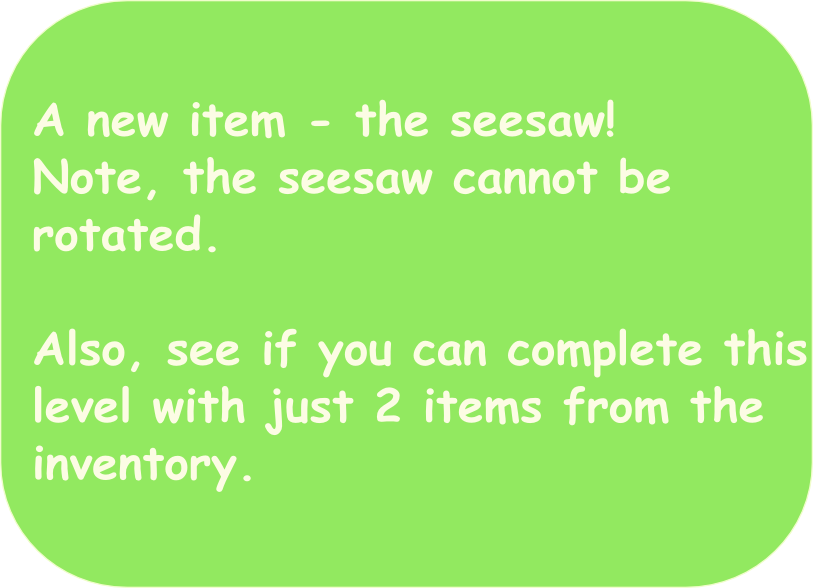 A new item - the seesaw!
Note, the seesaw cannot be
rotated.
Also, see if you can complete this
level with just 2 items from the
inventory.